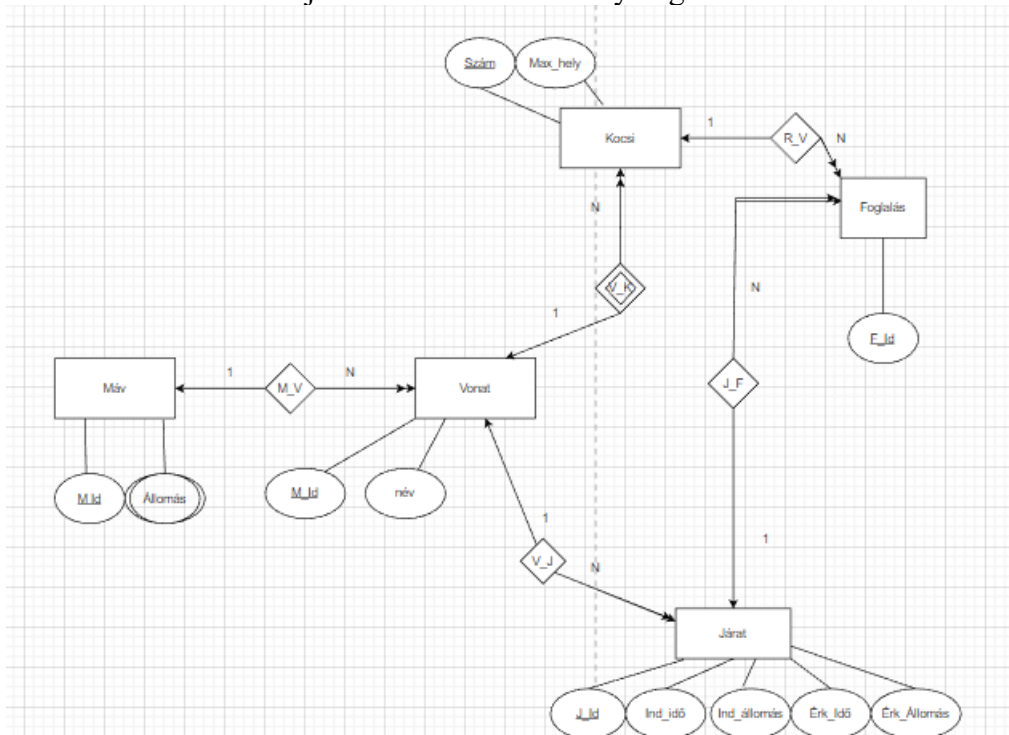 Szám Max_hely
Kocsi
1
R_V
N
Foglalás
N
V_K
N
F_Id
1
Máv
1
M_V
N
Vonat
J_F
M.Id
Állomás
M_Id
név
1
V_J
N
1
Járat
J_Id
Ind_idő
Ind_állomás
Érk_Idő
Érk_Állomás